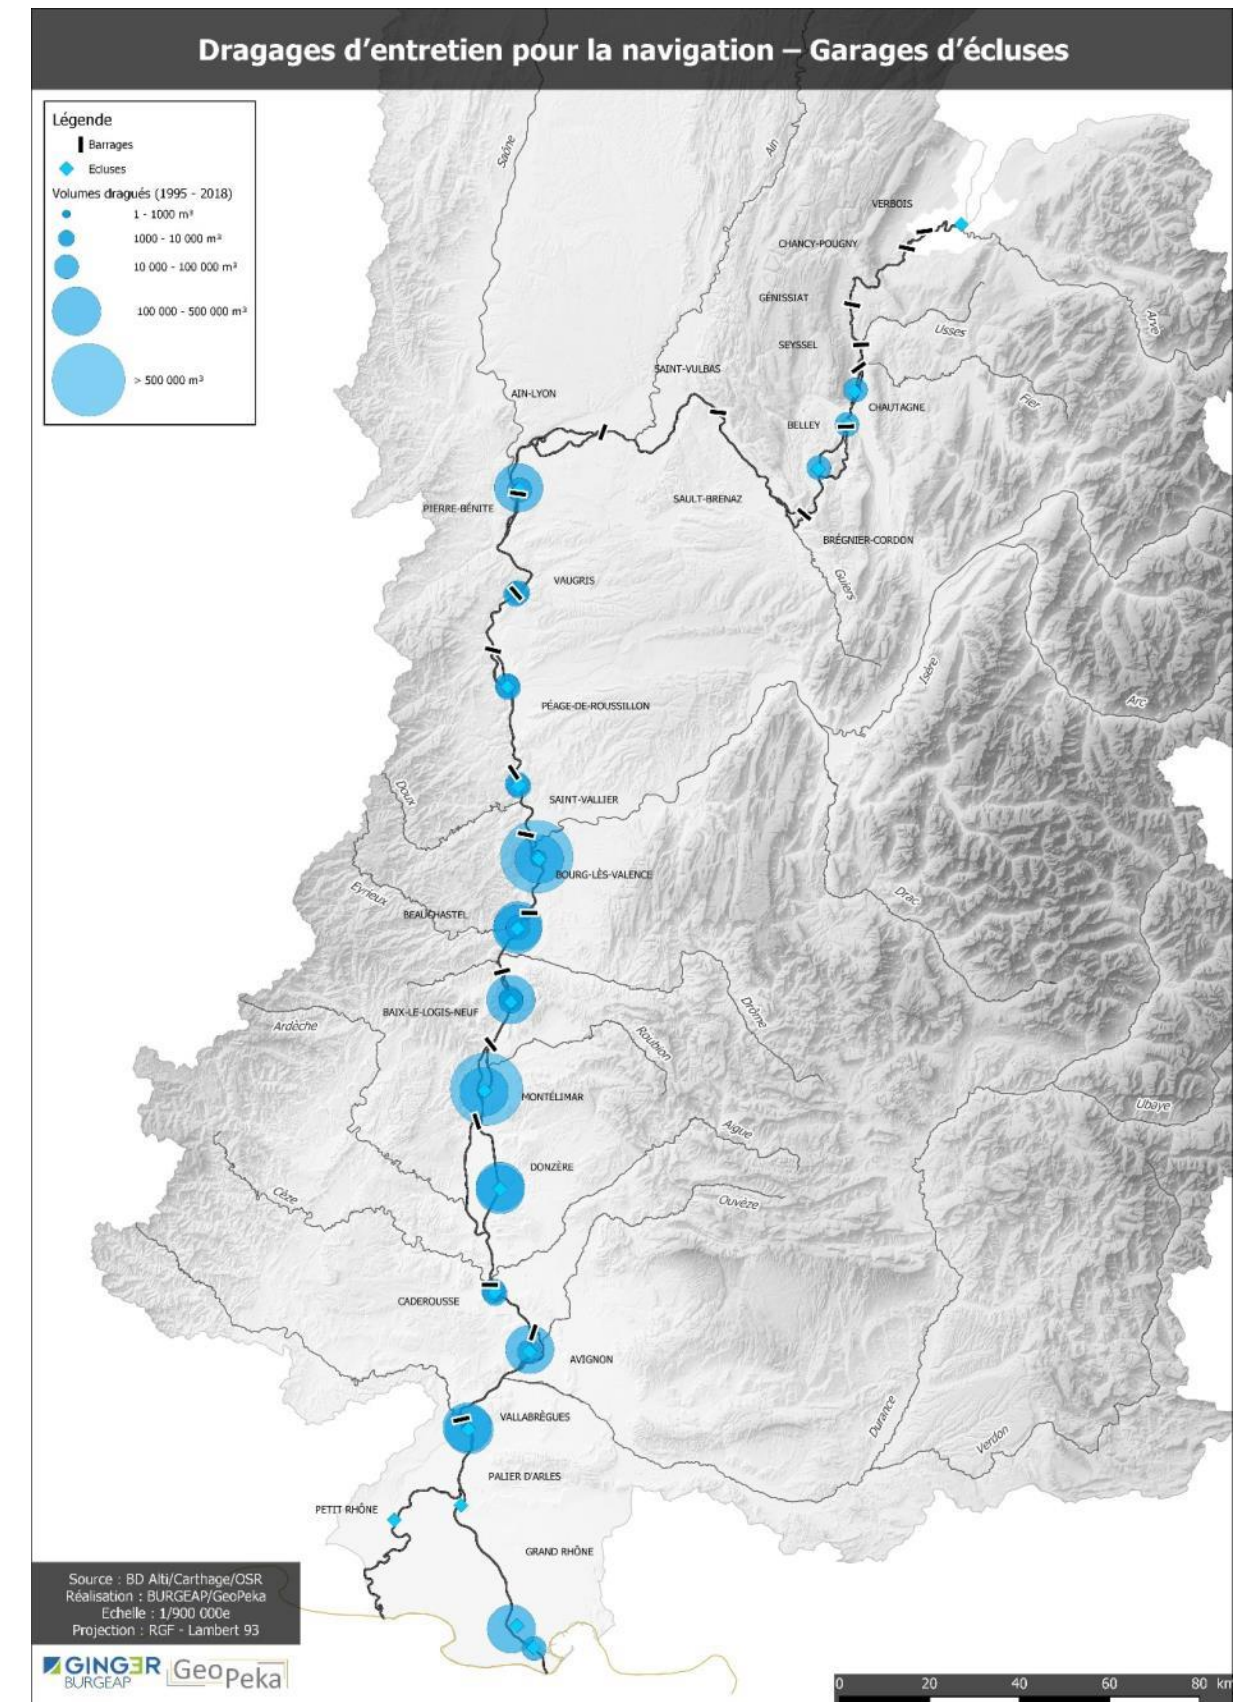 Dragages d'entretien pour la navigation – Garages d'écluses
Légende
Barrages
Ecluses
Volumes dragués (1995 - 2018)
1 - 1000 m³
1000 - 10 000 m³
10 000 - 100 000 m³
100 000 - 500 000 m³
> 500 000 m³
Saône
Ain
VERBOIS
CHANCY-POUGNY
GÉNISSIAT
Usses
Arve
SEYSSEL
SAINT-VULBAS
Fier
AIN-LYON
CHAUTAGNE
BELLEY
SAULT-BRENAZ
PIERRE-BÉNITE
BRÉGNIER-CORDON
VAUGRIS
Guiers
Isère
Arc
PÉAGE-DE-ROUSSILLON
Doux
SAINT-VALLIER
BOURG-LÈS-VALENCE
Eyrieux
Drac
BEAUCHASTEL
BAIX-LE-LOGIS-NEUF
Drôme
Ardèche
Roubion
MONTÉLIMAR
Ubaye
Aigue
DONZÈRE
Cèze
Ouvèze
CADEROUSSE
AVIGNON
VALLABRÈGUES
Durance
Verdon
PALIER D'ARLES
PETIT RHÔNE
GRAND RHÔNE
Source : BD Alti/Carthage/OSR
Réalisation : BURGEAP/GeoPeka
Echelle : 1/900 000e
Projection : RGF - Lambert 93
GINGER
BURGEAP
GeoPeka
0 20 40 60 80 km